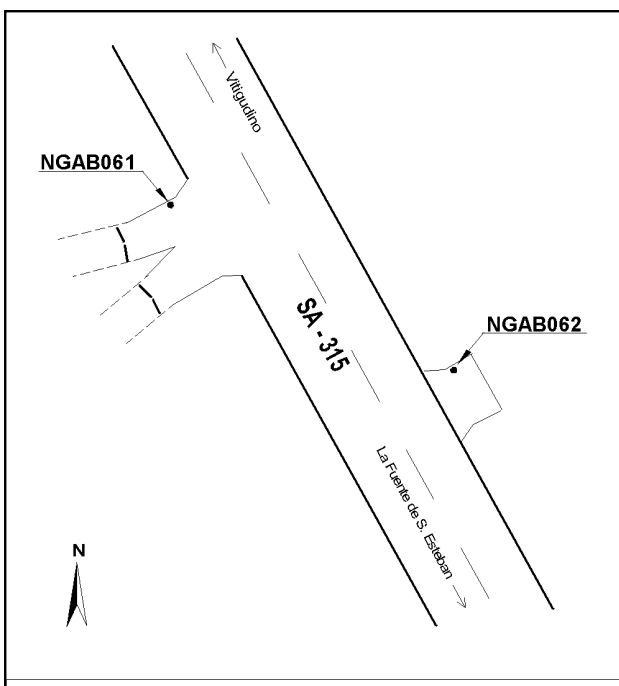 Vitigudino
NGAB061
SA - 315
NGAB062
La Fuente de S. Esteban
N